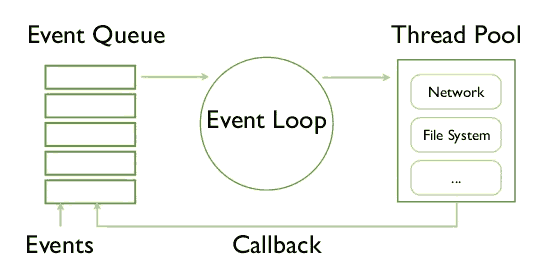 Event Queue
Thread Pool
Event Loop
Network
File System
...
Events
Callback